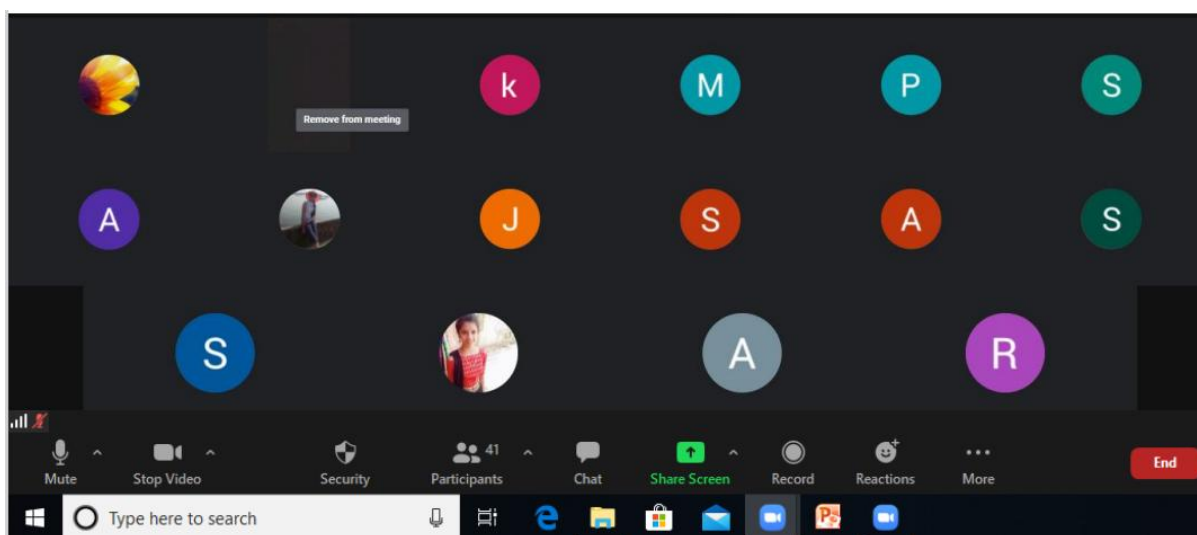 k M P S
Remove from meeting
A J S A S
S A R
41
Mute Stop Video Security Participants Chat Share Screen Record Reactions More End
Type here to search